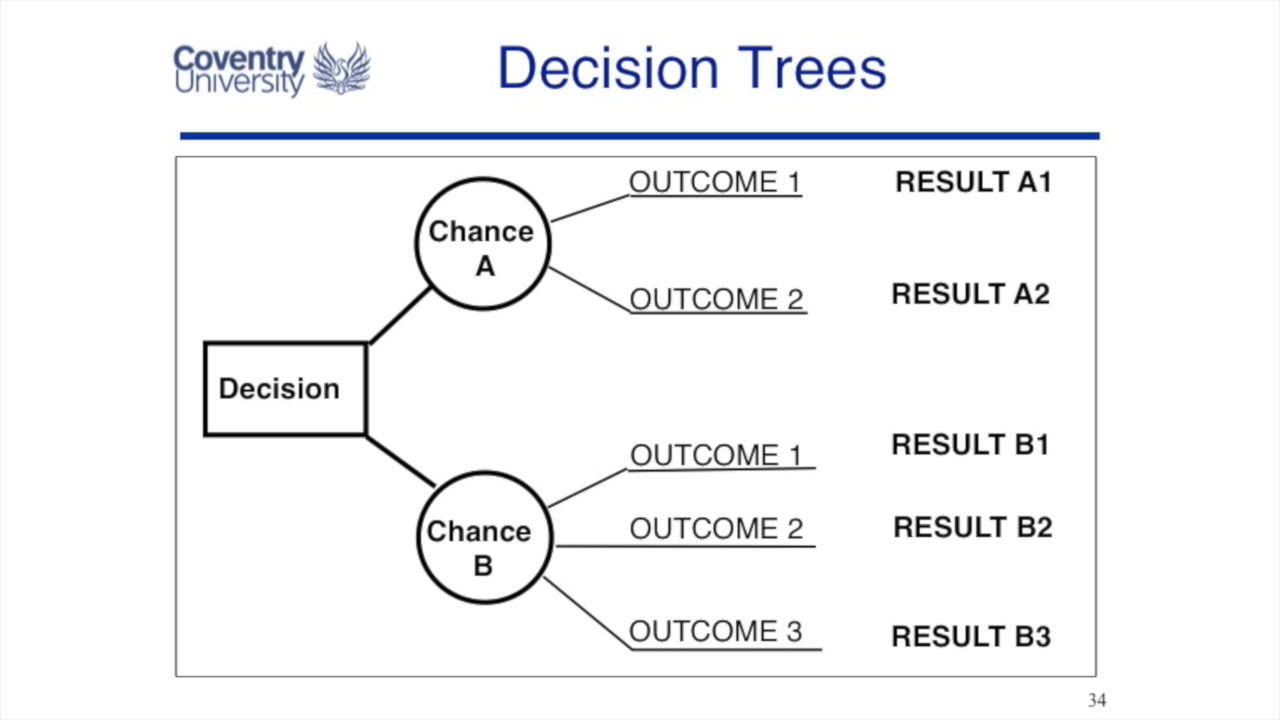 Coventry
University
Decision Trees
Chance
A
OUTCOME 1
RESULT A1
OUTCOME 2
RESULT A2
Decision
Chance
B
OUTCOME 1
RESULT B1
OUTCOME 2
RESULT B2
OUTCOME 3
RESULT B3
34